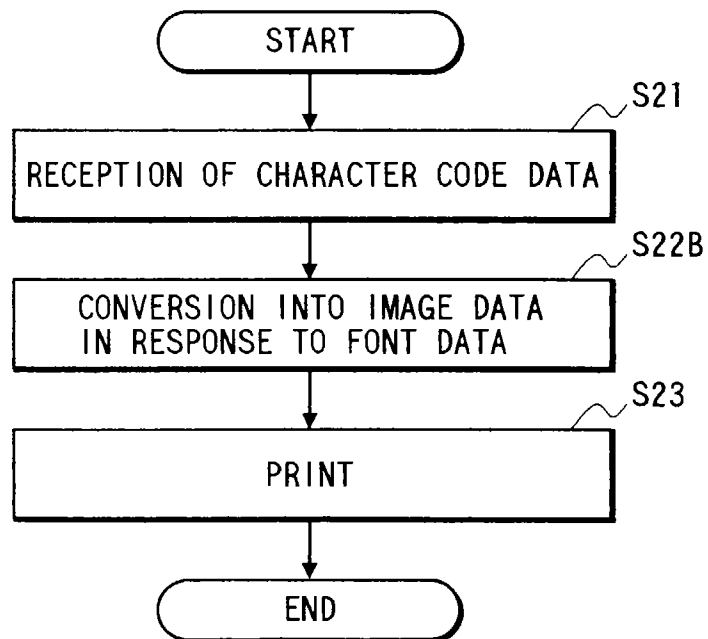 START
S21
RECEPTION OF CHARACTER CODE DATA
S22B
CONVERSION INTO IMAGE DATA
IN RESPONSE TO FONT DATA
S23
PRINT
END